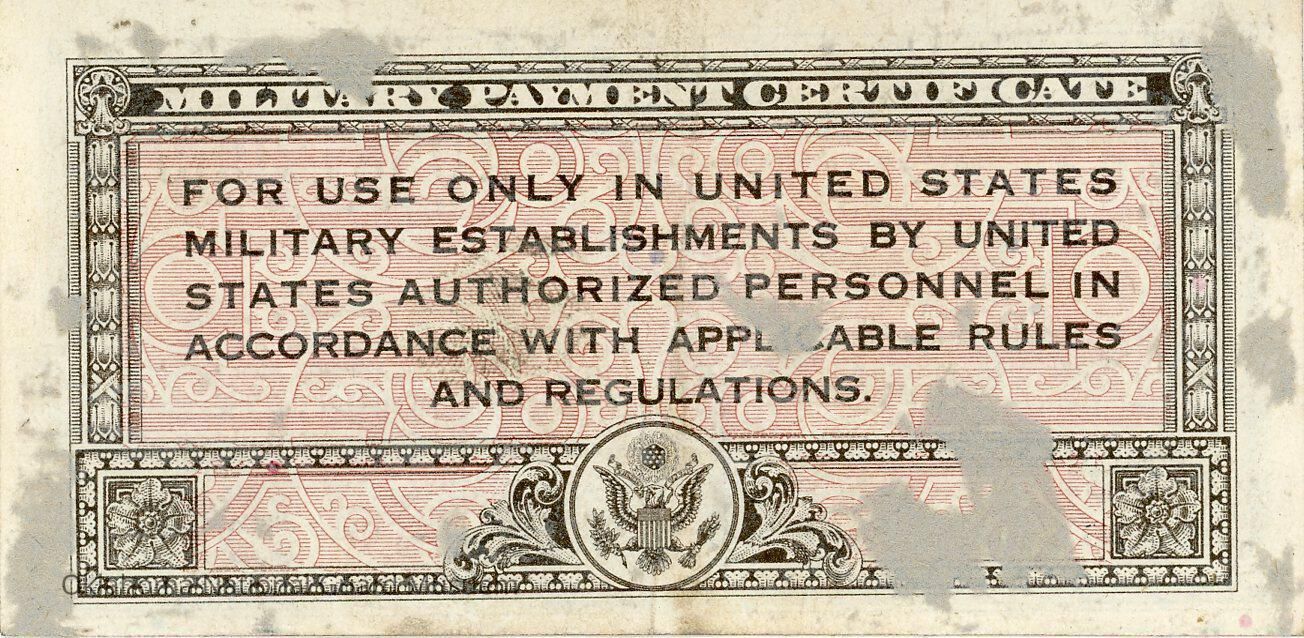 MILITARY PAYMENT CERTIFICATE
FOR USE ONLY IN UNITED STATES
MILITARY ESTABLISHMENTS BY UNITED
STATES AUTHORIZED PERSONNEL IN
ACCORDANCE WITH APPLICABLE RULES
AND REGULATIONS.